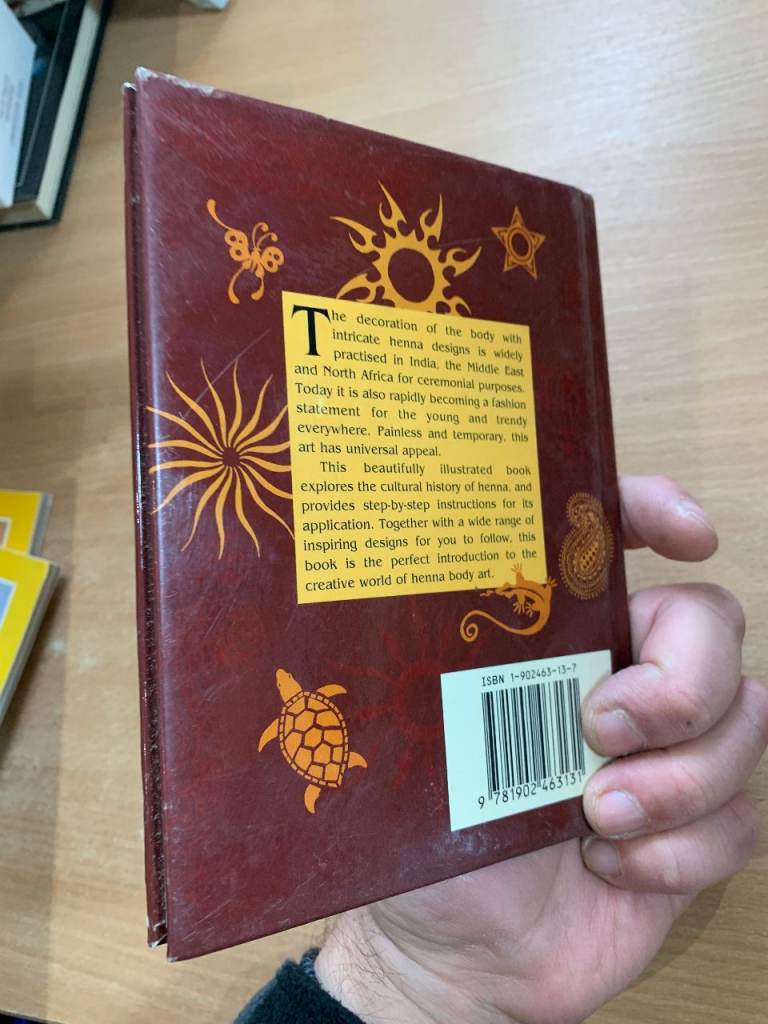 The decoration of the body with
intricate henna designs is widely
practised in India, the Middle East
and North Africa for ceremonial purposes.
Today it is also rapidly becoming a fashion
statement for the young and trendy
everywhere. Painless and temporary, this
art has universal appeal.
This beautifully illustrated book
explores the cultural history of henna, and
provides step-by-step instructions for its
application. Together with a wide range of
inspiring designs for you to follow, this
book is the perfect introduction to the
creative world of henna body art.
ISBN 1-902463-13-7
9 781902 463131